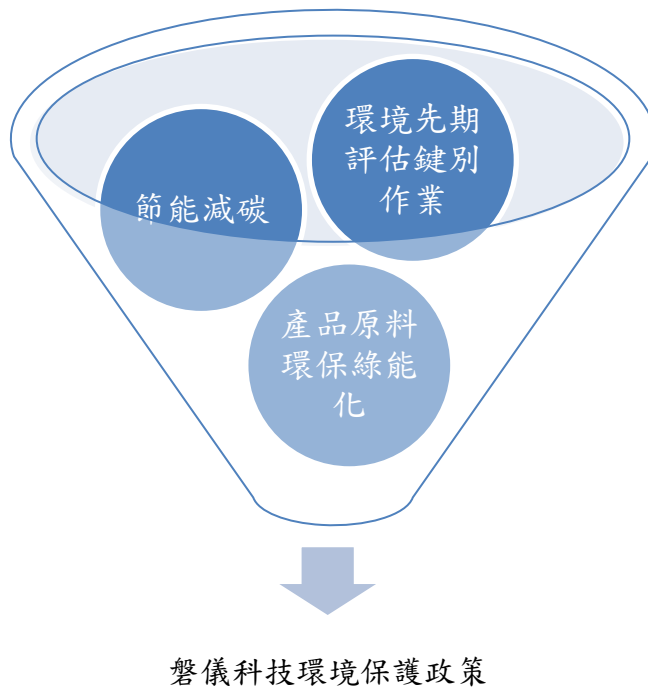 環境先期
評估鍵別
作業
節能減碳
產品原料
環保綠能
化
磐儀科技環境保護政策